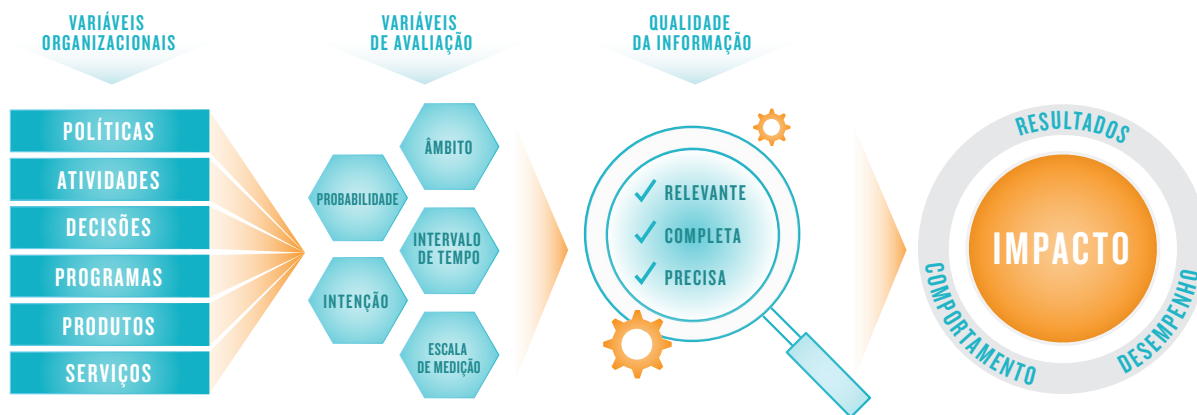 VARIÁVEIS
ORGANIZACIONAIS
POLÍTICAS
ATIVIDADES
DECISÕES
PROGRAMAS
PRODUTOS
SERVIÇOS
VARIÁVEIS
DE AVALIAÇÃO
ÂMBITO
PROBABILIDADE
INTERVALO
DE TEMPO
INTENÇÃO
ESCALA
DE MEDIÇÃO
QUALIDADE
DA INFORMAÇÃO
RELEVANTE
COMPLETA
PRECISA
RESULTADOS
IMPACTO
COMPORTAMENTO
DESEMPENHO